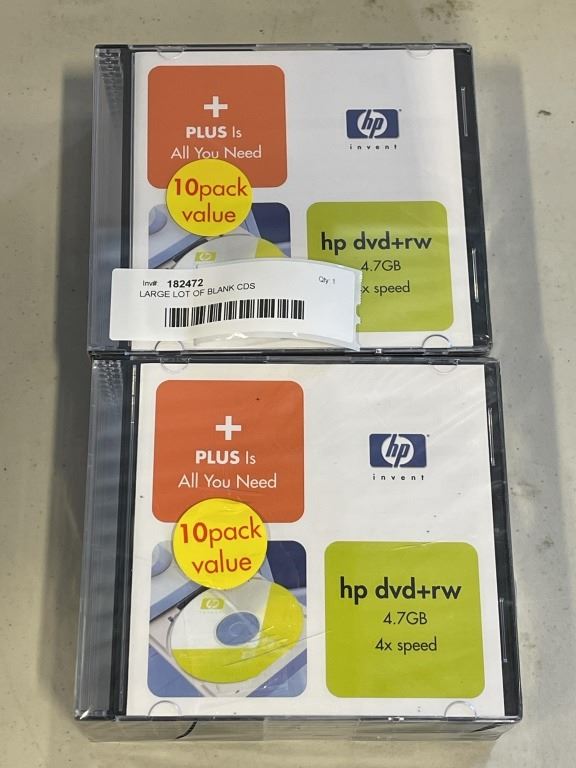 +
PLUS Is
All You Need
hp
invent
10pack
value
hp dvd+rw
4.7GB
x speed
Inv#: 182472
Qty: 1
LARGE LOT OF BLANK CDS
+
PLUS Is
All You Need
hp
invent
10pack
value
hp dvd+rw
4.7GB
4x speed